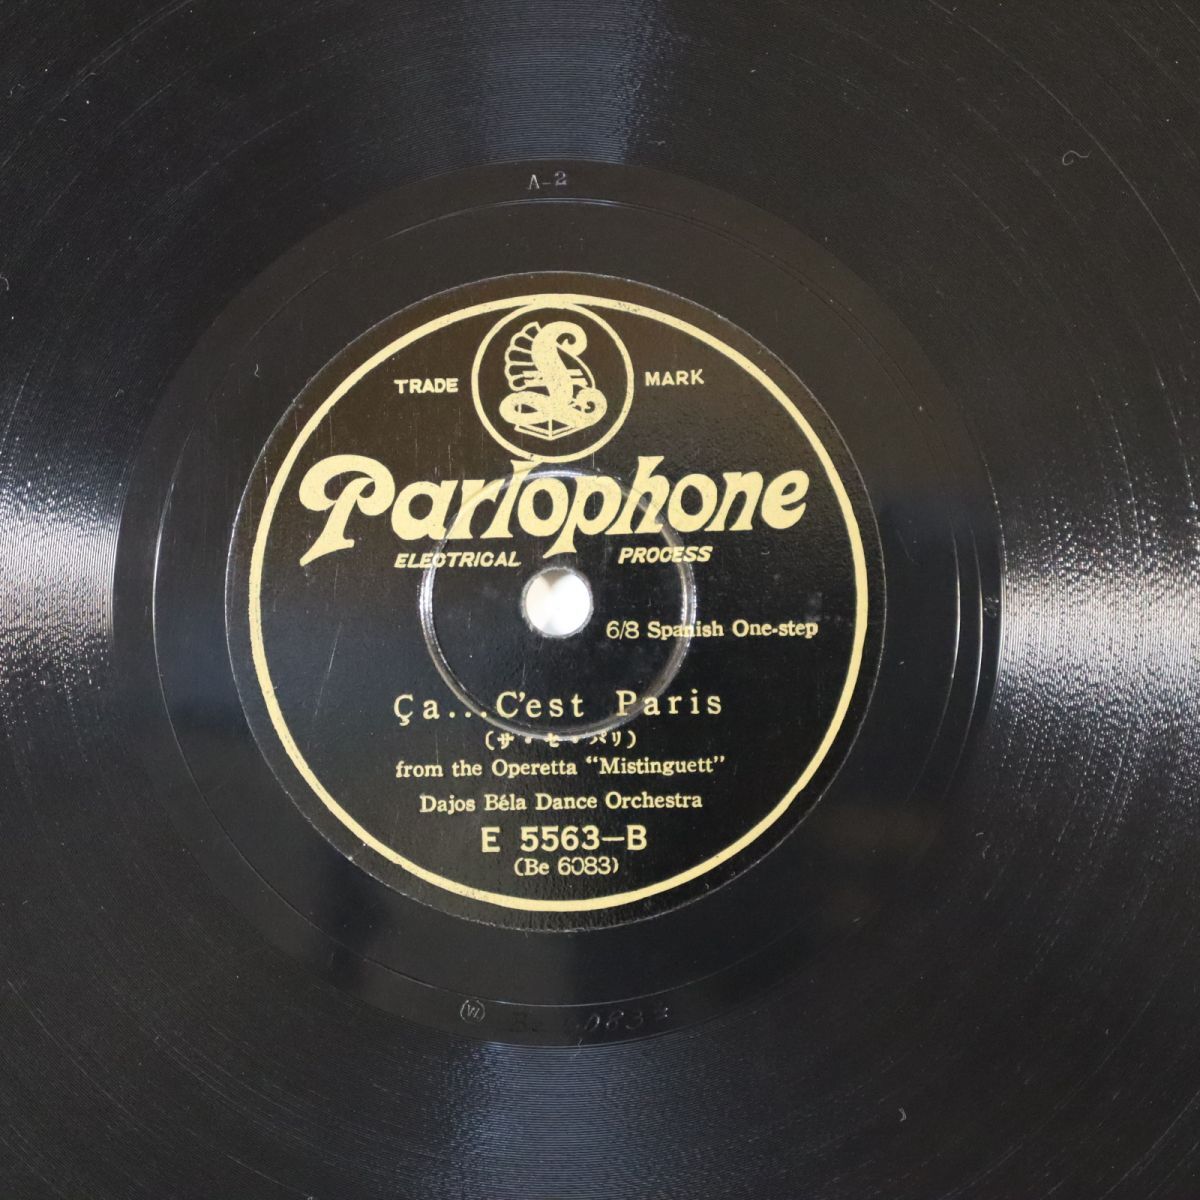 A-2
TRADE MARK
Parlophone
ELECTRICAL PROCESS
6/8 Spanish One-step
Ça...C'est Paris
(サ・セ・パリ)
from the Operetta “Mistinguett”
Dajos Béla Dance Orchestra
E 5563—B
(Be 6083)
(W)